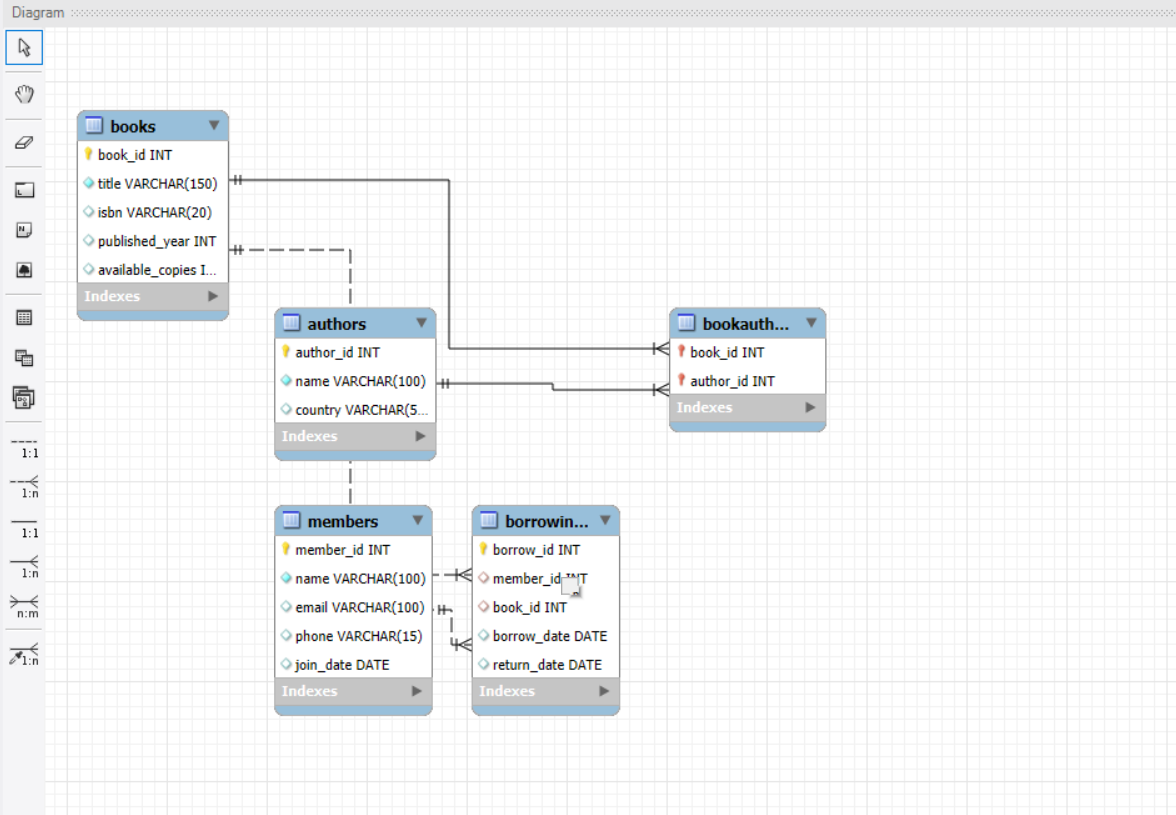 Diagram
books
book_id INT
title VARCHAR(150)
isbn VARCHAR(20)
published_year INT
available_copies I...
Indexes
authors
author_id INT
name VARCHAR(100)
country VARCHAR(5...
Indexes
bookauth...
book_id INT
author_id INT
Indexes
members
member_id INT
name VARCHAR(100)
email VARCHAR(100)
phone VARCHAR(15)
join_date DATE
Indexes
borrowin...
borrow_id INT
member_id INT
book_id INT
borrow_date DATE
return_date DATE
Indexes
1:1
1:n
1:1
1:n
n:m
1:n